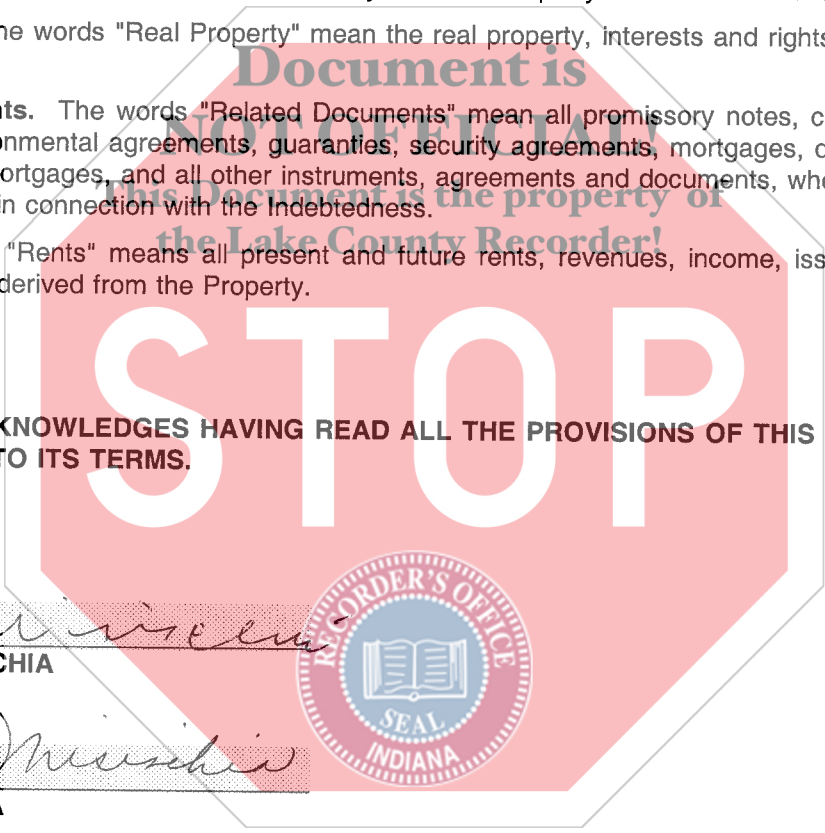 he words "Real Property" mean the real property, interests and rights
Document is
nts. The words "Related Documents" mean all promissory notes, c
NOT OFFICIAL!
onmental agreements, guaranties, security agreements, mortgages, d
ortgages, and all other instruments, agreements and documents, whe
This Document is the property of
in connection with the Indebtedness.
the Lake County Recorder!
"Rents" means all present and future rents, revenues, income, iss
derived from the Property.
STOP
KNOWLEDGES HAVING READ ALL THE PROVISIONS OF THIS
TO ITS TERMS.
RECORDER'S OFFICE
CHIA
SEAL
INDIANA
A